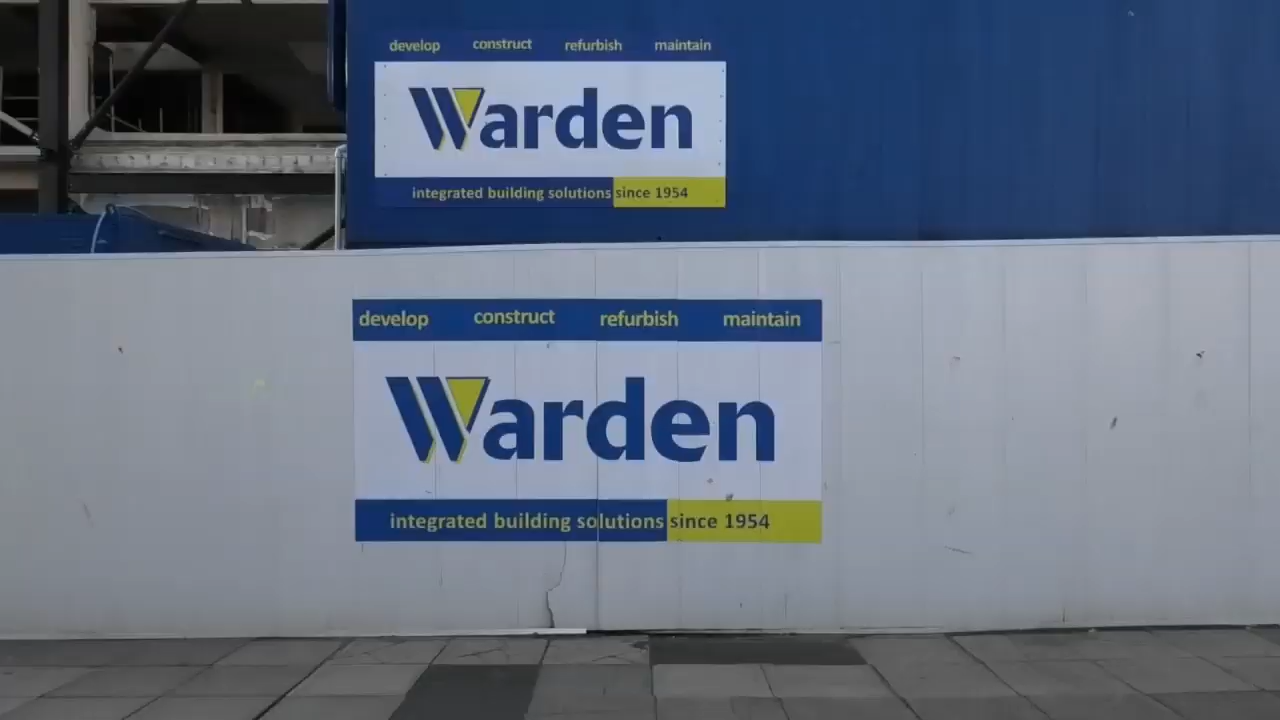 develop construct refurbish maintain
Warden
integrated building solutions since 1954
develop construct refurbish maintain
Warden
integrated building solutions since 1954